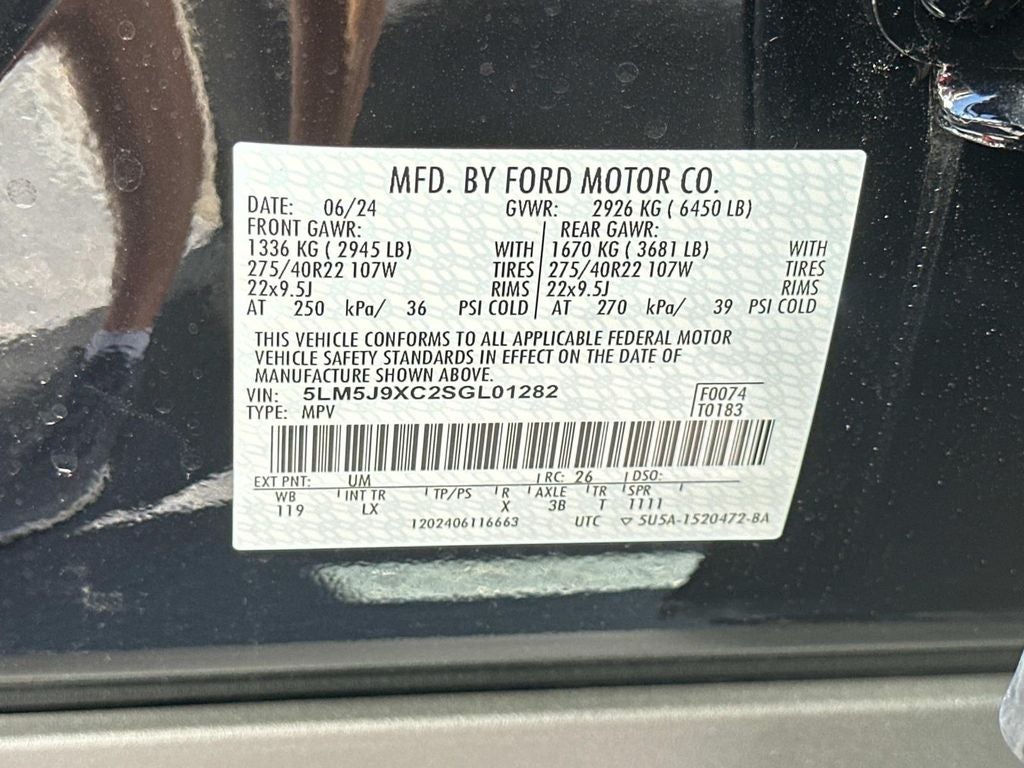 MFD. BY FORD MOTOR CO.
DATE: 06/24 GVWR: 2926 KG ( 6450 LB)
FRONT GAWR: REAR GAWR:
1336 KG ( 2945 LB) WITH 1670 KG ( 3681 LB) WITH
275/40R22 107W TIRES 275/40R22 107W TIRES
22x9.5J RIMS 22x9.5J RIMS
AT 250 kPa/ 36 PSI COLD AT 270 kPa/ 39 PSI COLD
THIS VEHICLE CONFORMS TO ALL APPLICABLE FEDERAL MOTOR
VEHICLE SAFETY STANDARDS IN EFFECT ON THE DATE OF
MANUFACTURE SHOWN ABOVE.
VIN: 5LM5J9XC2SGL01282 F0074
TYPE: MPV T0183
EXT PNT: UM RC: 26 DSO:
WB INT TR TP/PS R AXLE TR SPR
119 LX X 3B T 1111
1202406116663 UTC ▽ 5U5A-1520472-BA